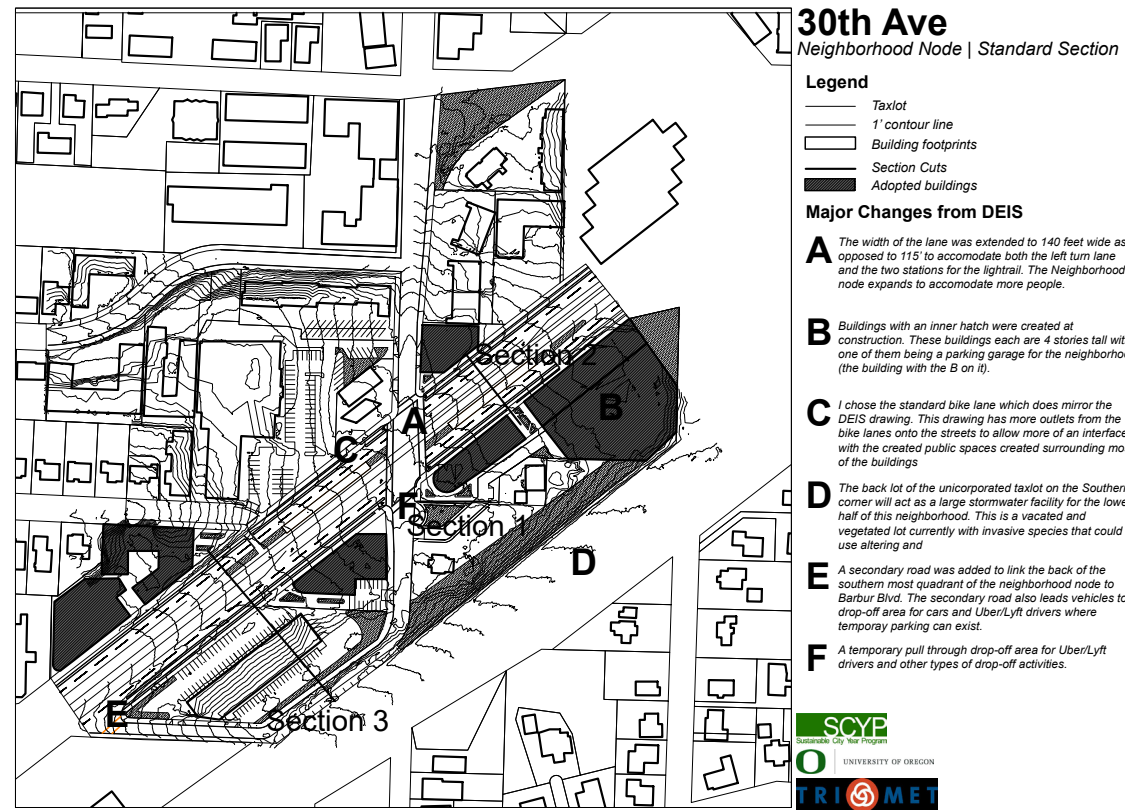 30th Ave
Neighborhood Node | Standard Section
Legend
Taxlot
1' contour line
Building footprints
Section Cuts
Adopted buildings
Major Changes from DEIS
A
The width of the lane was extended to 140 feet wide as
opposed to 115' to accomodate both the left turn lane
and the two stations for the lightrail. The Neighborhood
node expands to accomodate more people.
B
Buildings with an inner hatch were created at
construction. These buildings each are 4 stories tall wit
one of them being a parking garage for the neighborho
(the building with the B on it).
C
I chose the standard bike lane which does mirror the
DEIS drawing. This drawing has more outlets from the
bike lanes onto the streets to allow more of an interface
with the created public spaces created surrounding mo
of the buildings
D
The back lot of the unicorporated taxlot on the Southern
corner will act as a large stormwater facility for the lowe
half of this neighborhood. This is a vacated and
vegetated lot currently with invasive species that could
use altering and
E
A secondary road was added to link the back of the
southern most quadrant of the neighborhood node to
Barbur Blvd. The secondary road also leads vehicles to
drop-off area for cars and Uber/Lyft drivers where
temporay parking can exist.
F
A temporary pull through drop-off area for Uber/Lyft
drivers and other types of drop-off activities.
Section 2
B
A
C
F
Section 1
D
E
Section 3
SCYP
Sustainable City Year Program
O UNIVERSITY OF OREGON
TRI MET